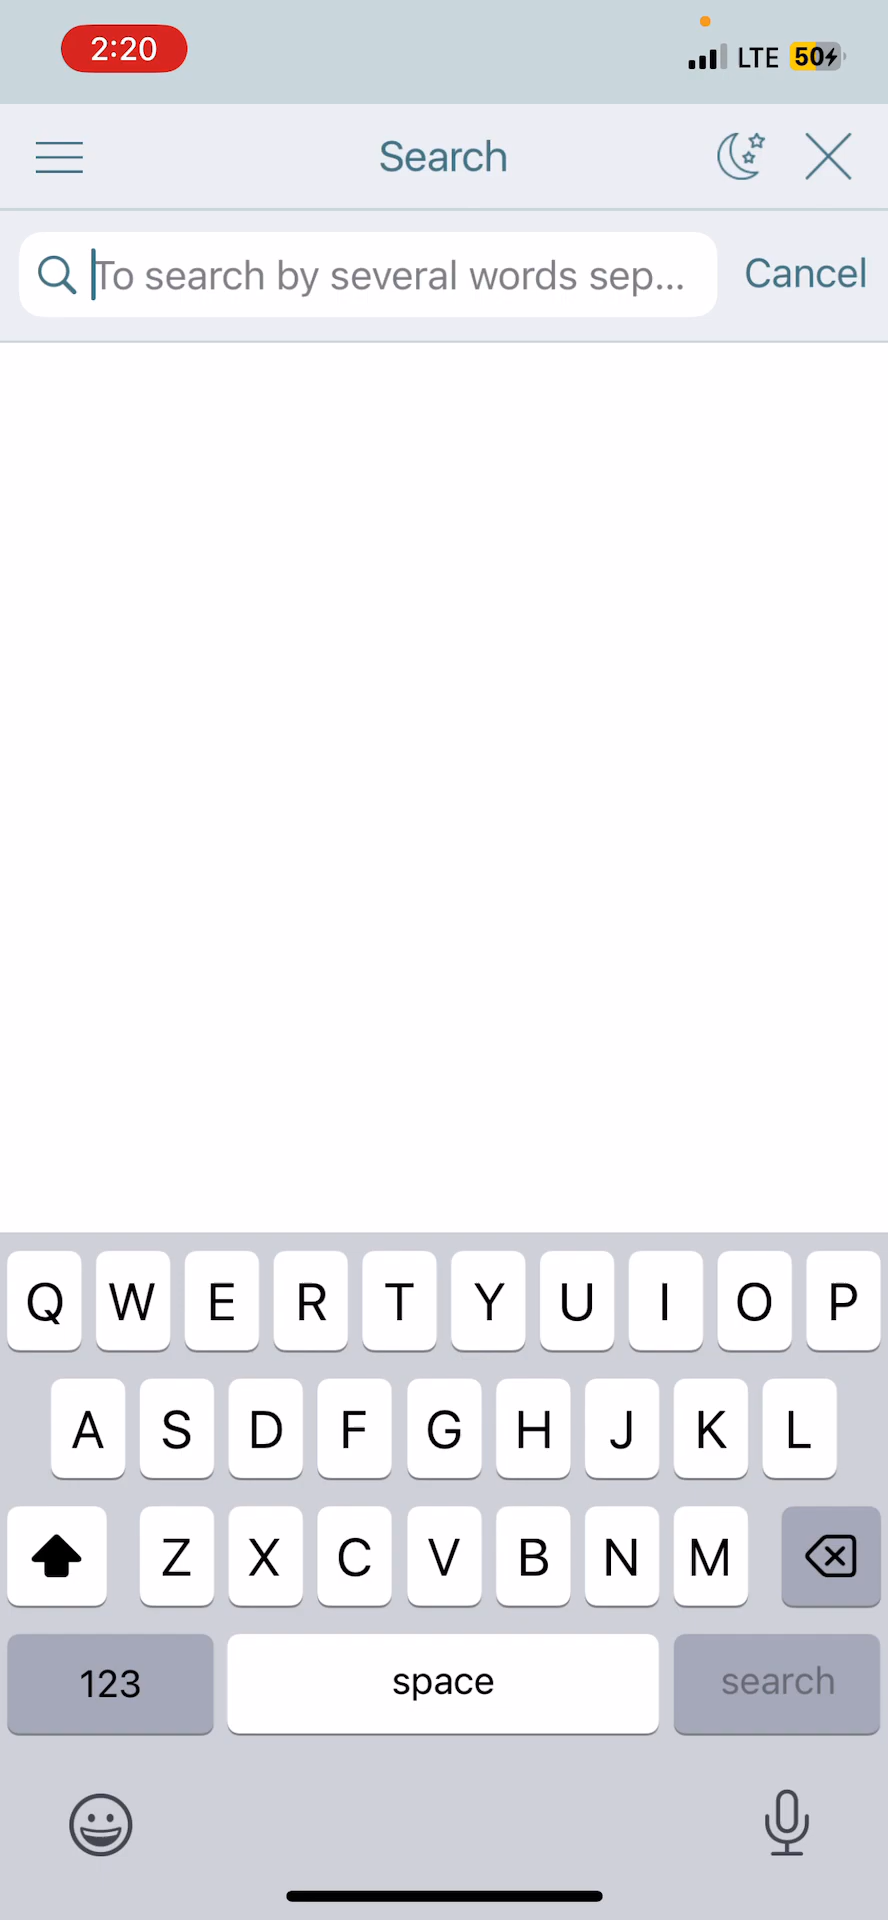 2:20
LTE 50
Search
To search by several words sep...
Cancel
Q W E R T Y U I O P
A S D F G H J K L
Z X C V B N M
123 space search